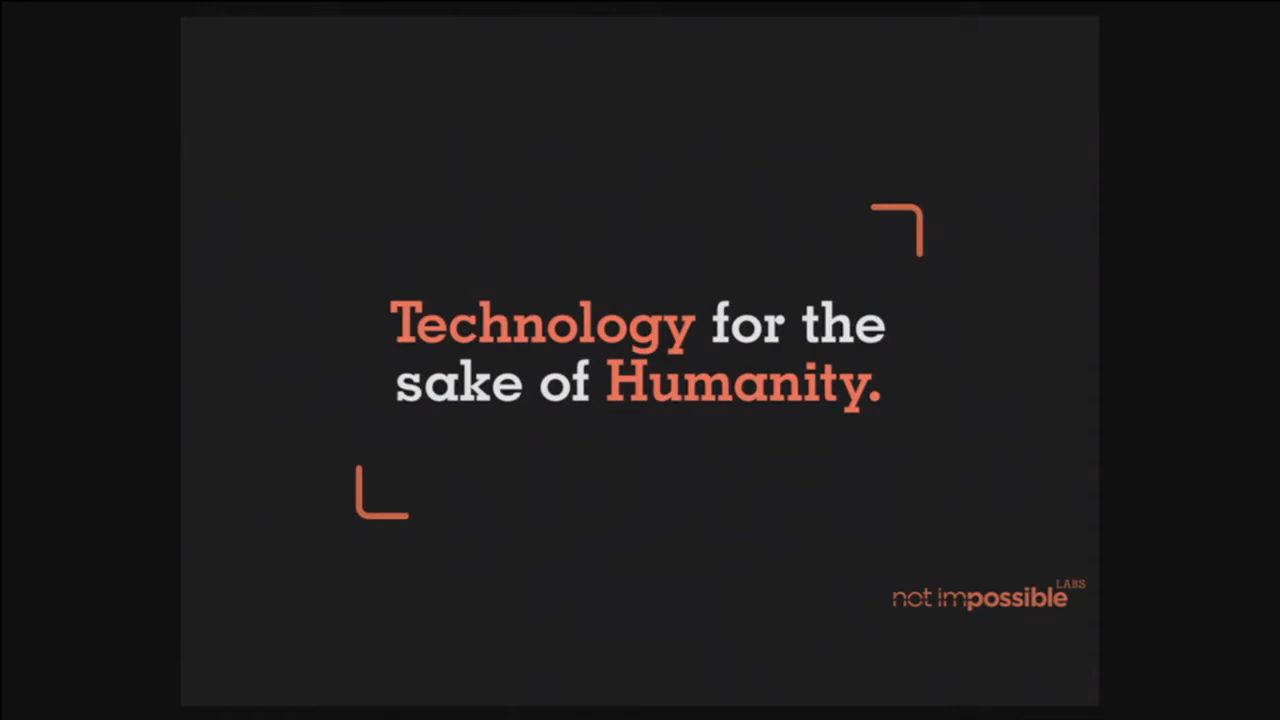 Technology for the
sake of Humanity.
not impossible LABS